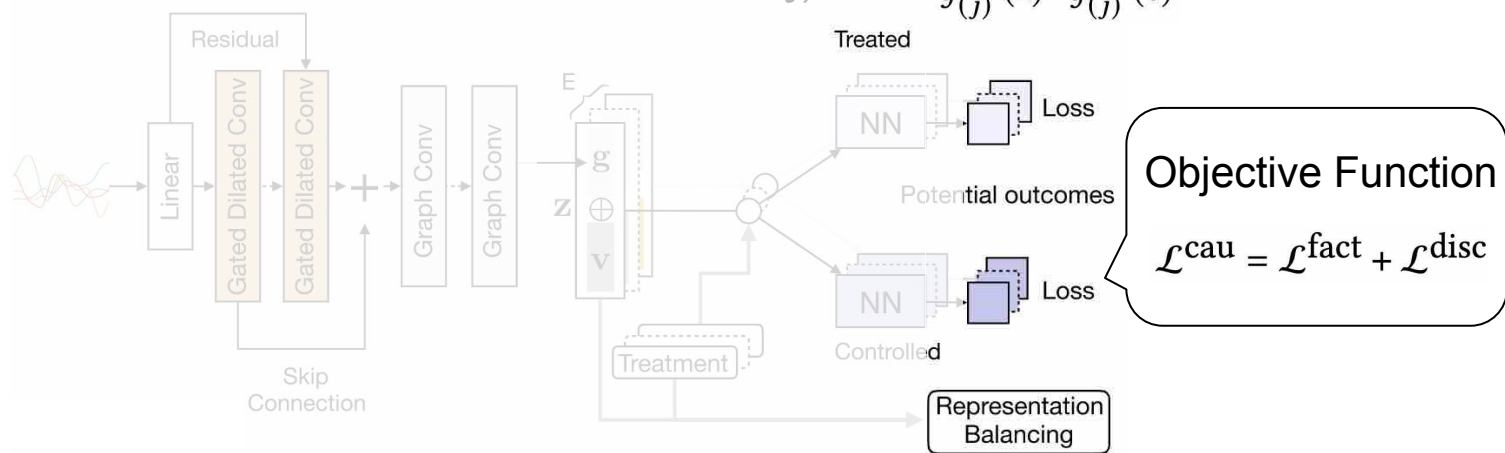 Residual
Treated
E
Linear
Gated Dilated Conv
Gated Dilated Conv
+
Graph Conv
Graph Conv
g
z ⊕
v
NN
Loss
Potential outcomes
NN
Loss
Controlled
Treatment
Skip
Connection
Representation
Balancing
Objective Function
ℒ^cau = ℒ^fact + ℒ^disc